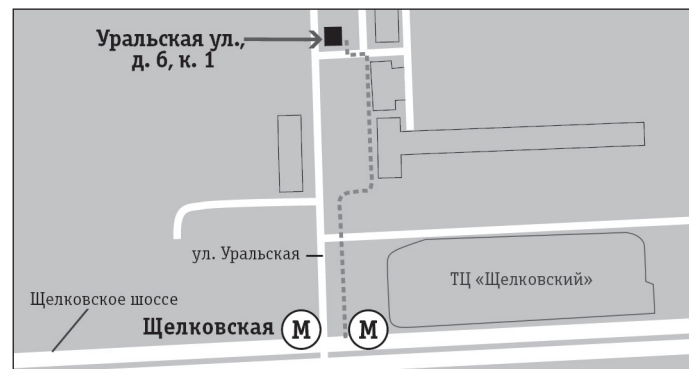 Уральская ул.,
д. 6, к. 1
ул. Уральская
ТЦ «Щелковский»
Щелковское шоссе
Щелковская М М